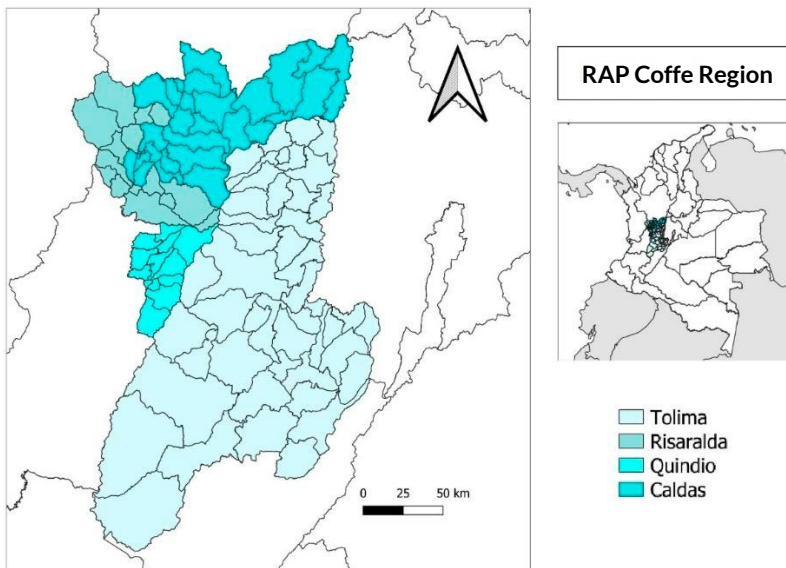 RAP Coffe Region
Tolima
Risaralda
Quindio
Caldas
0 25 50 km